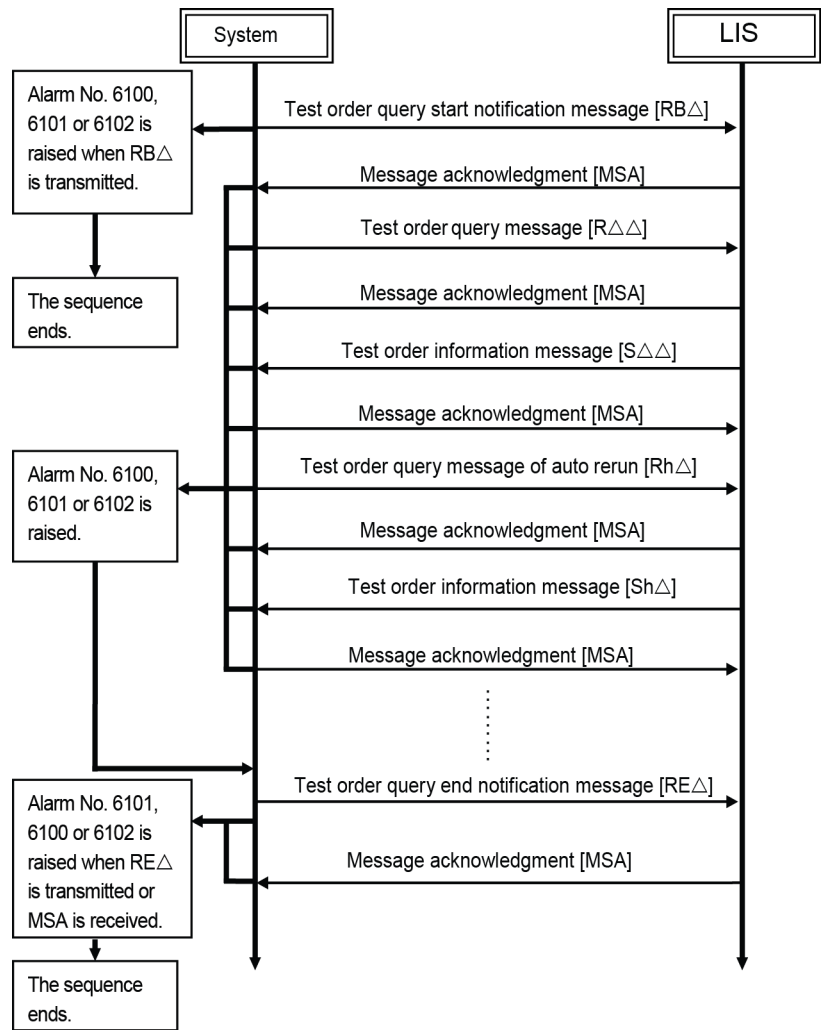 System
LIS
Alarm No. 6100,
6101 or 6102 is
raised when RB△
is transmitted.
Test order query start notification message [RB△]
Message acknowledgment [MSA]
Test order query message [R△△]
The sequence
ends.
Message acknowledgment [MSA]
Test order information message [S△△]
Message acknowledgment [MSA]
Alarm No. 6100,
6101 or 6102 is
raised.
Test order query message of auto rerun [Rh△]
Message acknowledgment [MSA]
Test order information message [Sh△]
Message acknowledgment [MSA]
Test order query end notification message [RE△]
Alarm No. 6101,
6100 or 6102 is
raised when RE△
is transmitted or
MSA is received.
Message acknowledgment [MSA]
The sequence
ends.